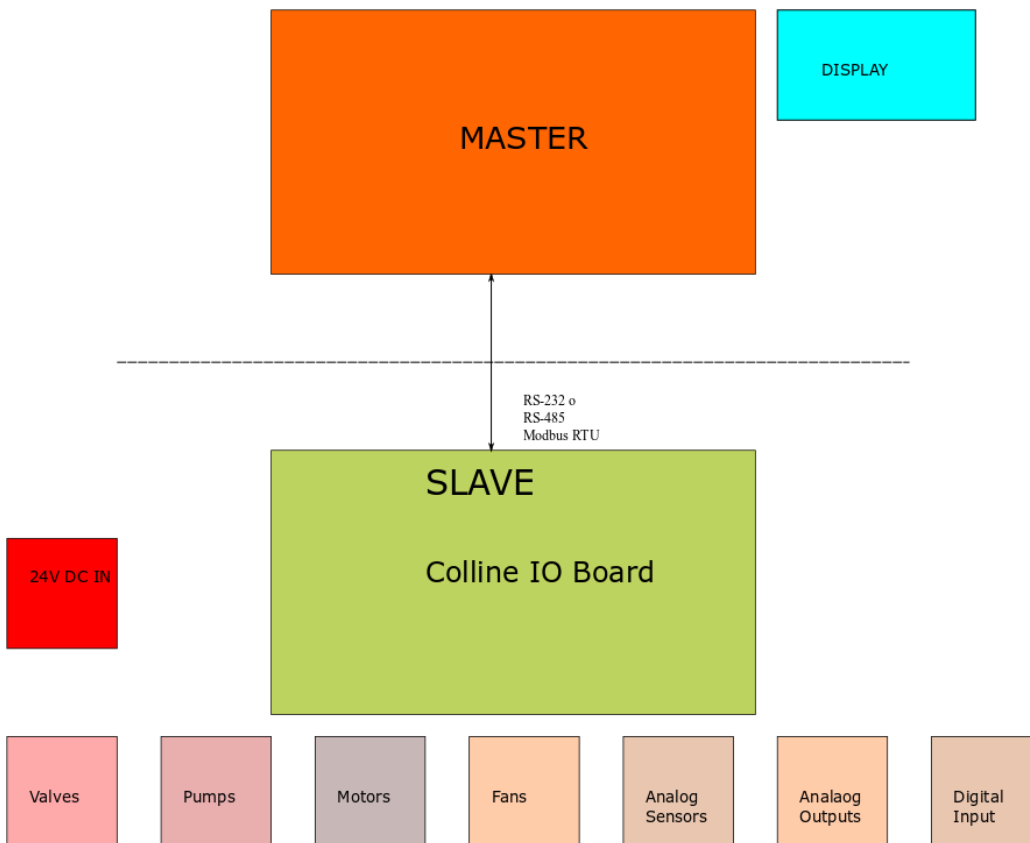 DISPLAY
MASTER
RS-232 o
RS-485
Modbus RTU
SLAVE
Colline IO Board
24V DC IN
Valves
Pumps
Motors
Fans
Analog
Sensors
Analaog
Outputs
Digital
Input